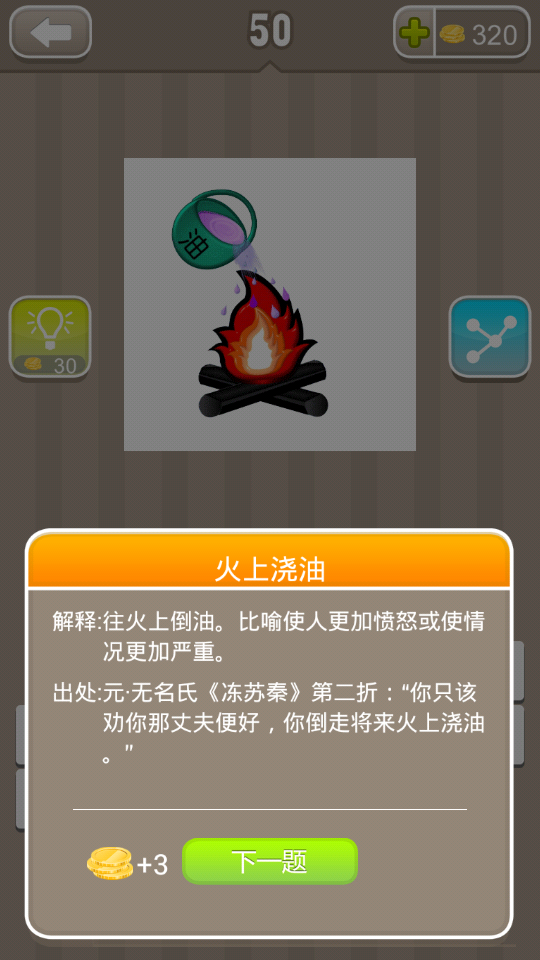 50
320
油
30
火上浇油
解释:往火上倒油。比喻使人更加愤怒或使情
况更加严重。
出处:元·无名氏《冻苏秦》第二折：“你只该
劝你那丈夫便好，你倒走将来火上浇油
。”
+3
下一题